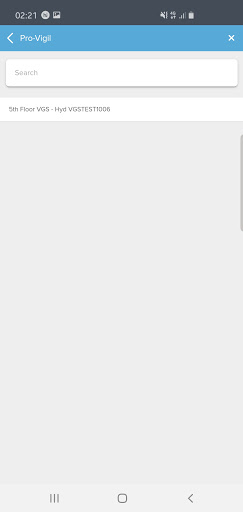 02:21
Pro-Vigil
Search
5th Floor VGS - Hyd VGSTEST1006